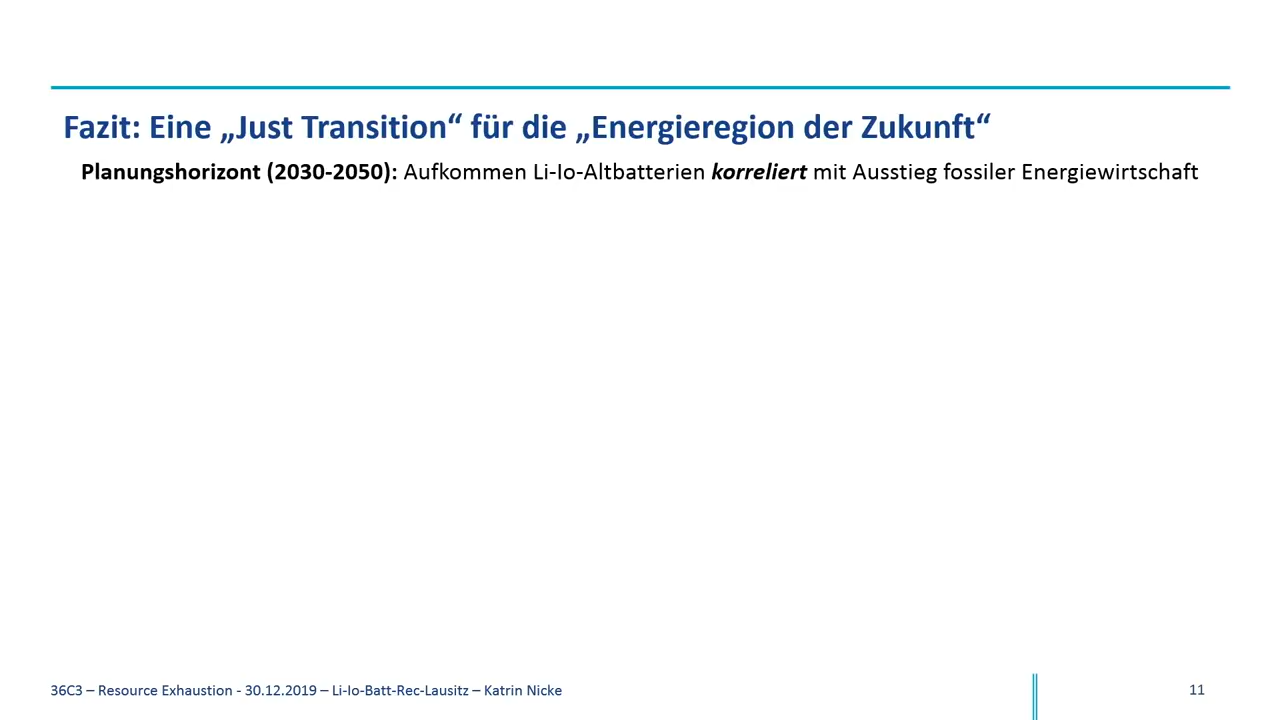 Fazit: Eine „Just Transition“ für die „Energieregion der Zukunft“
Planungshorizont (2030-2050): Aufkommen Li-Io-Altbatterien korreliert mit Ausstieg fossiler Energiewirtschaft
36C3 – Resource Exhaustion - 30.12.2019 – Li-Io-Batt-Rec-Lausitz – Katrin Nicke
11